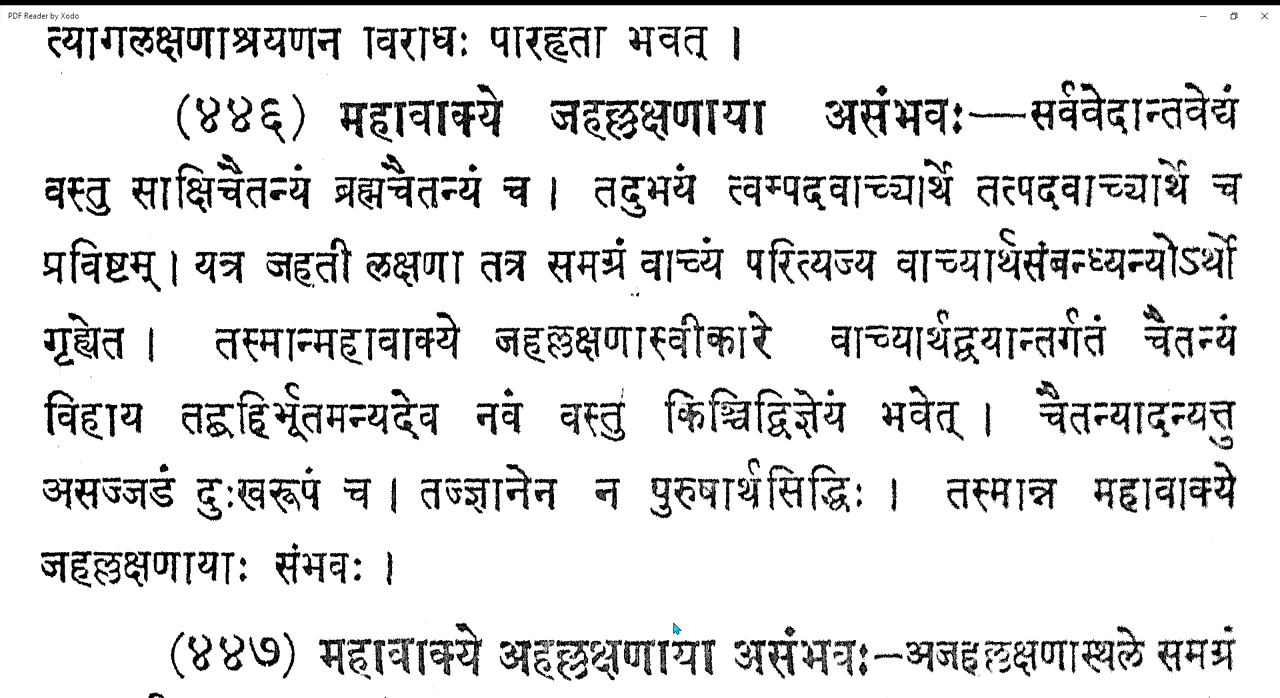 PDF Reader by Xodo
त्यागलक्षणाश्रयणेन विरोधः परिहृतो भवेत् ।
(४४६) महावाक्ये जहल्लक्षणाया असंभवः—सर्ववेदान्तवेद्यं
वस्तु साक्षिचैतन्यं ब्रह्मचैतन्यं च । तदुभयं त्वम्पदवाच्यार्थे तत्पदवाच्यार्थे च
प्रविष्टम् । यत्र जहती लक्षणा तत्र समग्रं वाच्यं परित्यज्य वाच्यार्थसंबन्ध्यन्योऽर्थो
गृह्येत । तस्मान्महावाक्ये जहल्लक्षणास्वीकारे वाच्यार्थद्वयान्तर्गतं चैतन्यं
विहाय तद्बहिर्भूतमन्यदेव नवं वस्तु किञ्चिद्विज्ञेयं भवेत् । चैतन्यादन्यत्तु
असज्जडं दुःखरूपं च । तज्ज्ञानेन न पुरुषार्थसिद्धिः । तस्मान्न महावाक्ये
जहल्लक्षणायाः संभवः ।
(४४७) महावाक्ये अहल्लक्षणाया असंभवः—अजहल्लक्षणास्थले समग्रं